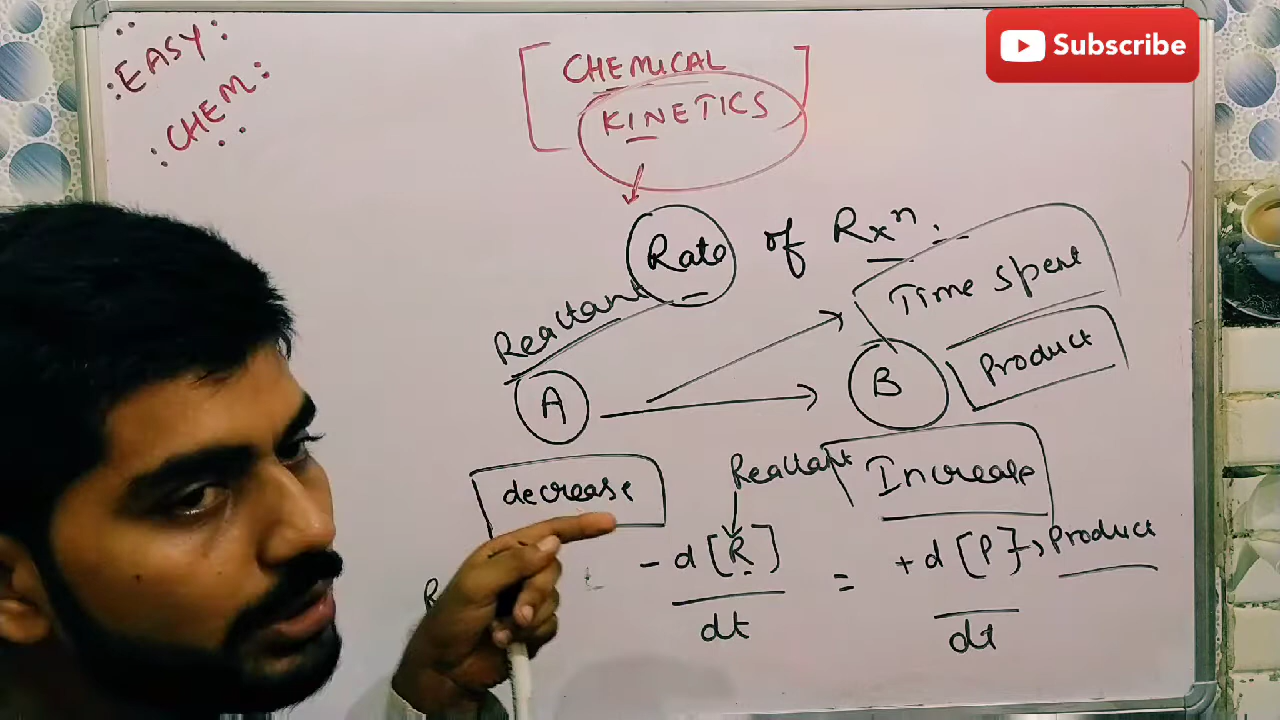 EASY
CHEM
Subscribe
CHEMICAL
KINETICS
Rate of Rxⁿ.
Reactant
Time spent
A
B
Product
decrease
Reactant
Increase
- d [R]
= + d [P] → Product
dt
dt
R